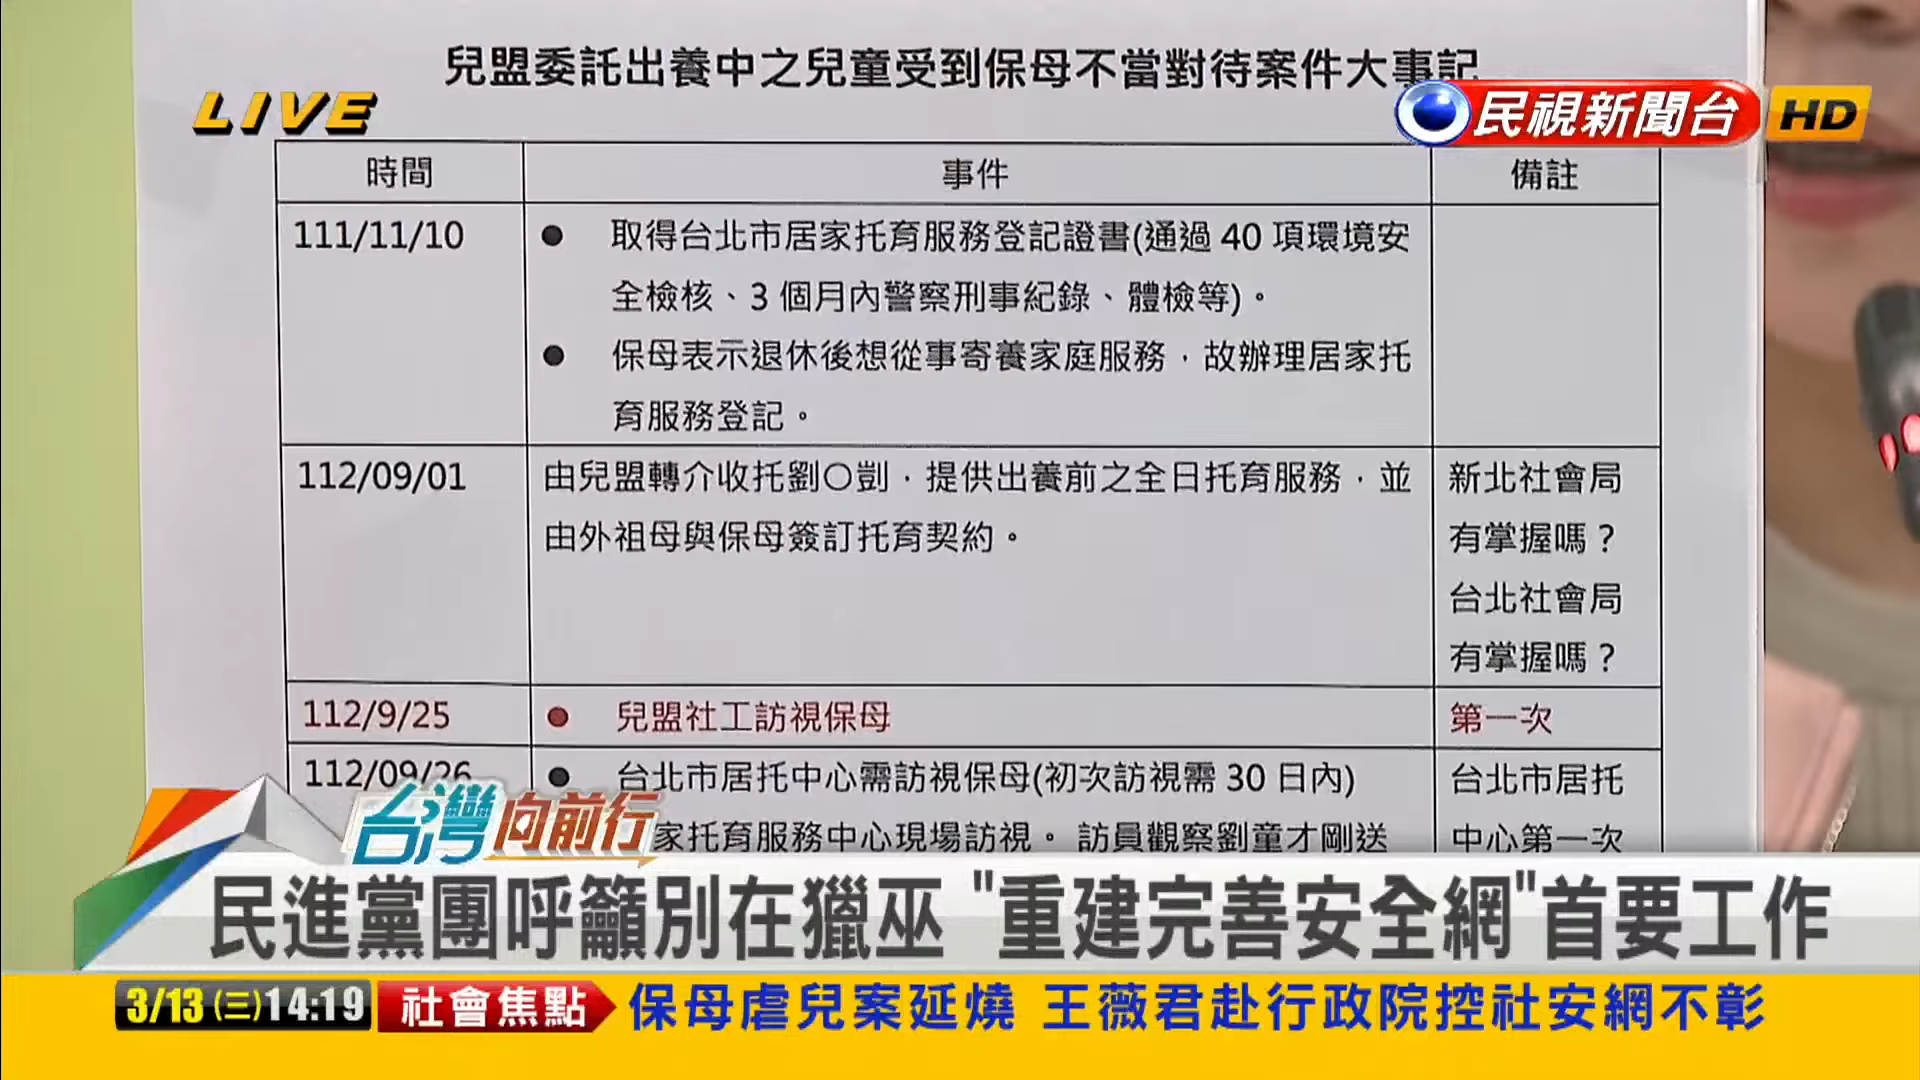 兒盟委託出養中之兒童受到保母不當對待案件大事記
LIVE
民視新聞台 HD
時間 事件 備註
111/11/10 ● 取得台北市居家托育服務登記證書(通過 40 項環境安
全檢核、3 個月內警察刑事紀錄、體檢等)。
● 保母表示退休後想從事寄養家庭服務，故辦理居家托
育服務登記。
112/09/01 由兒盟轉介收托劉○剴，提供出養前之全日托育服務，並 新北社會局
由外祖母與保母簽訂托育契約。 有掌握嗎？
台北社會局
有掌握嗎？
112/9/25 ● 兒盟社工訪視保母 第一次
112/09/26 ● 台北市居托中心需訪視保母(初次訪視需 30 日內) 台北市居托
家托育服務中心現場訪視。 訪員觀察劉童才剛送 中心第一次
台灣向前行
民進黨團呼籲別在獵巫 "重建完善安全網"首要工作
3/13 (三) 14:19 社會焦點 保母虐兒案延燒 王薇君赴行政院控社安網不彰